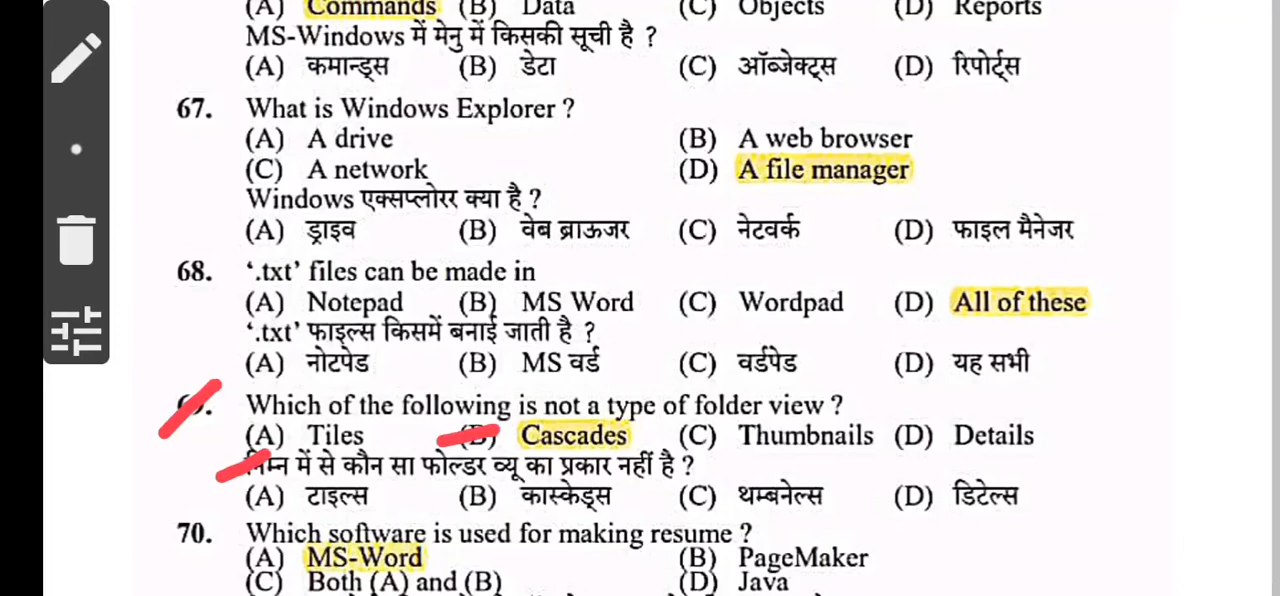 (A) Commands (B) Data (C) Objects (D) Reports
MS-Windows में मेनु में किसकी सूची है ?
(A) कमान्ड्स (B) डेटा (C) ऑब्जेक्ट्स (D) रिपोर्ट्स
67. What is Windows Explorer ?
(A) A drive (B) A web browser
(C) A network (D) A file manager
Windows एक्सप्लोरर क्या है ?
(A) ड्राइव (B) वेब ब्राऊजर (C) नेटवर्क (D) फाइल मैनेजर
68. ‘.txt’ files can be made in
(A) Notepad (B) MS Word (C) Wordpad (D) All of these
‘.txt’ फाइल्स किसमें बनाई जाती है ?
(A) नोटपेड (B) MS वर्ड (C) वर्डपेड (D) यह सभी
Which of the following is not a type of folder view ?
(A) Tiles (B) Cascades (C) Thumbnails (D) Details
निम्न में से कौन सा फोल्डर व्यू का प्रकार नहीं है ?
(A) टाइल्स (B) कास्केड्स (C) थम्बनेल्स (D) डिटेल्स
70. Which software is used for making resume ?
(A) MS-Word (B) PageMaker
(C) Both (A) and (B) (D) Java